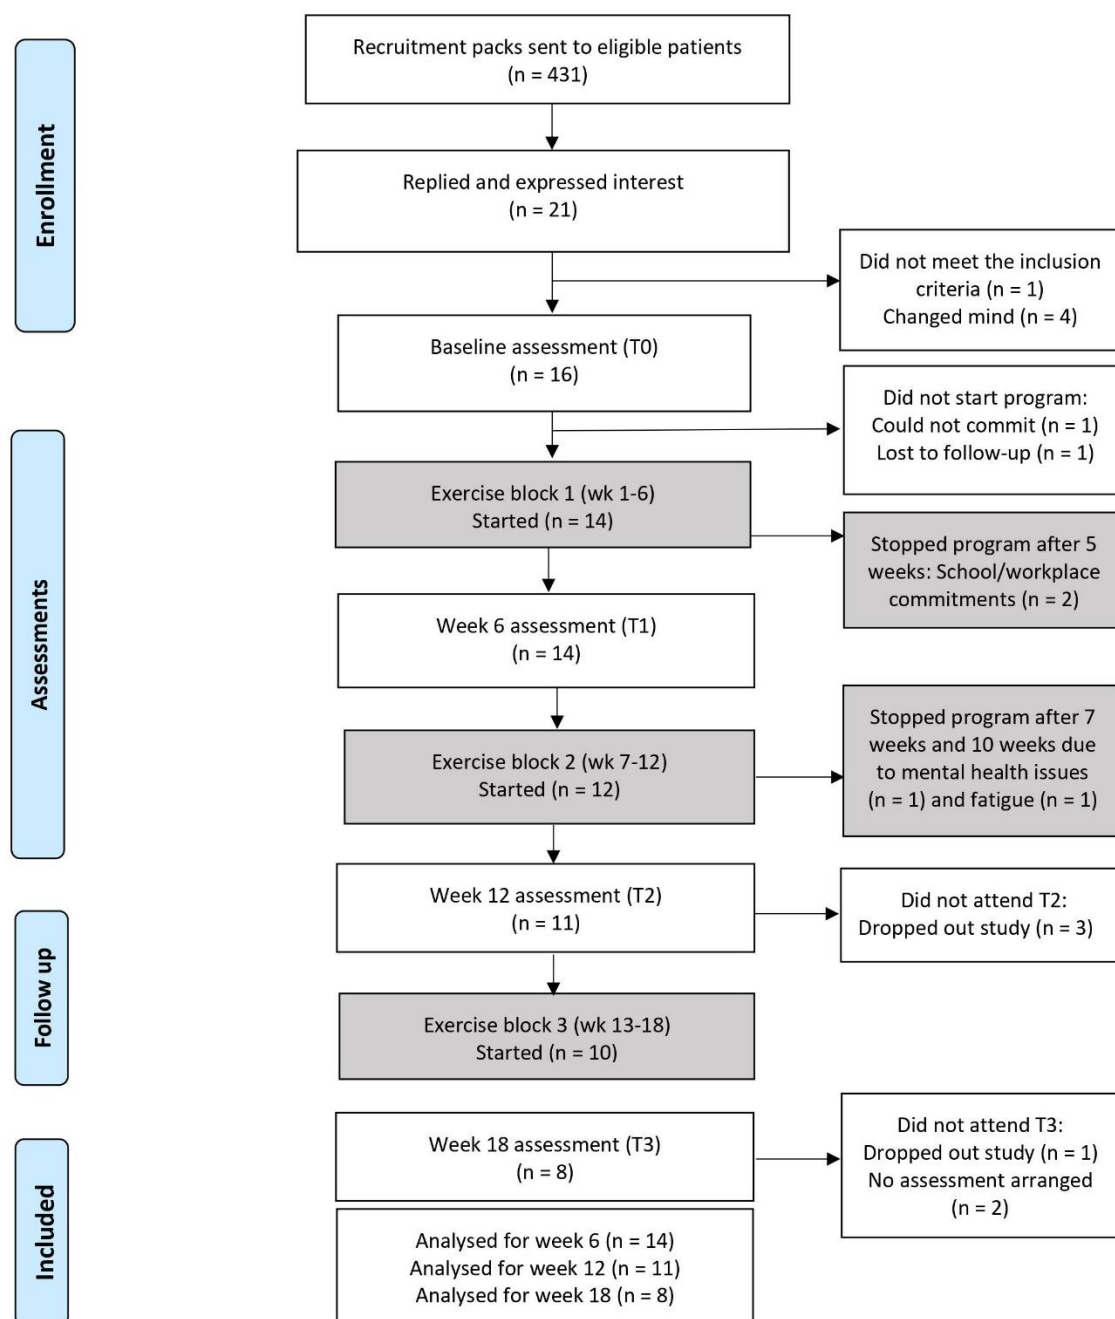 Enrollment
Recruitment packs sent to eligible patients
(n = 431)
Replied and expressed interest
(n = 21)
Did not meet the inclusion
criteria (n = 1)
Changed mind (n = 4)
Baseline assessment (T0)
(n = 16)
Did not start program:
Could not commit (n = 1)
Lost to follow-up (n = 1)
Assessments
Exercise block 1 (wk 1-6)
Started (n = 14)
Stopped program after 5
weeks: School/workplace
commitments (n = 2)
Week 6 assessment (T1)
(n = 14)
Exercise block 2 (wk 7-12)
Started (n = 12)
Stopped program after 7
weeks and 10 weeks due
to mental health issues
(n = 1) and fatigue (n = 1)
Week 12 assessment (T2)
(n = 11)
Did not attend T2:
Dropped out study (n = 3)
Follow up
Exercise block 3 (wk 13-18)
Started (n = 10)
Included
Week 18 assessment (T3)
(n = 8)
Did not attend T3:
Dropped out study (n = 1)
No assessment arranged
(n = 2)
Analysed for week 6 (n = 14)
Analysed for week 12 (n = 11)
Analysed for week 18 (n = 8)